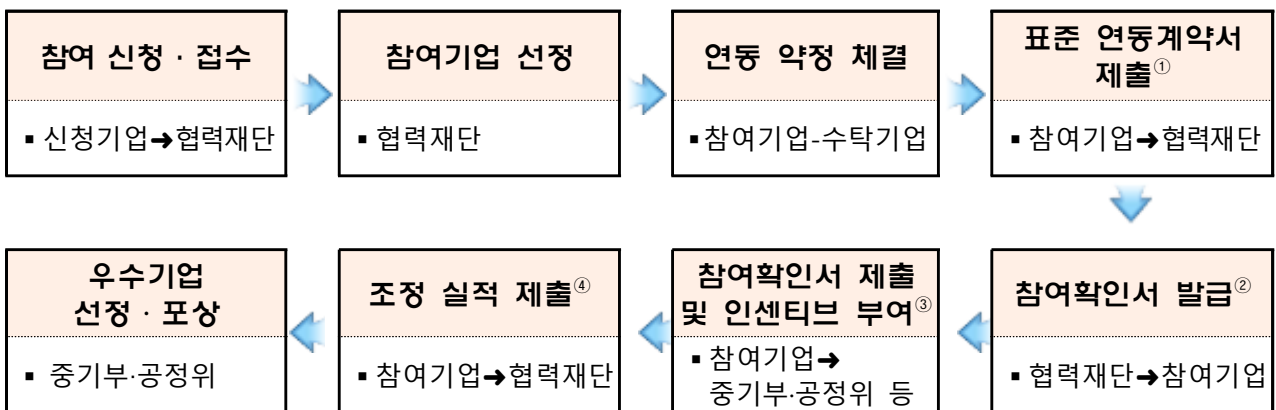 참여 신청 · 접수
▪ 신청기업➜협력재단
참여기업 선정
▪ 협력재단
연동 약정 체결
▪참여기업-수탁기업
표준 연동계약서
제출①
▪ 참여기업➜협력재단
참여확인서 발급②
▪ 협력재단➜참여기업
참여확인서 제출
및 인센티브 부여③
▪ 참여기업➜
중기부·공정위 등
조정 실적 제출④
▪ 참여기업➜협력재단
우수기업
선정 · 포상
▪ 중기부·공정위